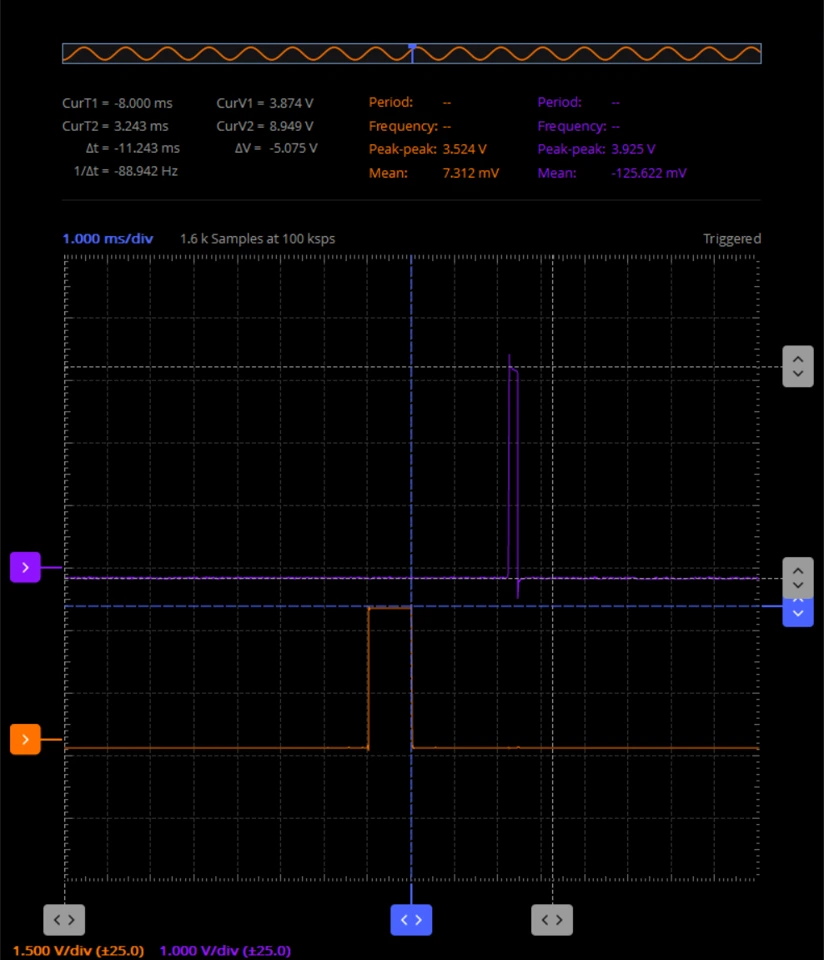 CurT1 = -8.000 ms CurV1 = 3.874 V Period: -- Period: --
CurT2 = 3.243 ms CurV2 = 8.949 V Frequency: -- Frequency: --
Δt = -11.243 ms ΔV = -5.075 V Peak-peak: 3.524 V Peak-peak: 3.925 V
1/Δt = -88.942 Hz Mean: 7.312 mV Mean: -125.622 mV
1.000 ms/div 1.6 k Samples at 100 ksps Triggered
1.500 V/div (±25.0) 1.000 V/div (±25.0)